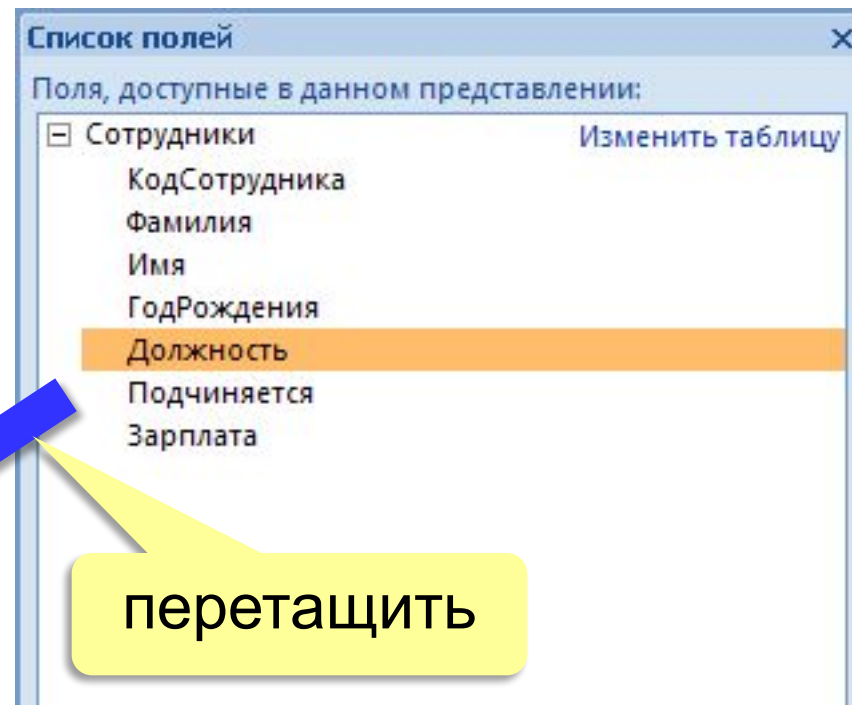 Список полей
Поля, доступные в данном представлении:
Сотрудники Изменить таблицу
КодСотрудника
Фамилия
Имя
ГодРождения
Должность
Подчиняется
Зарплата
перетащить